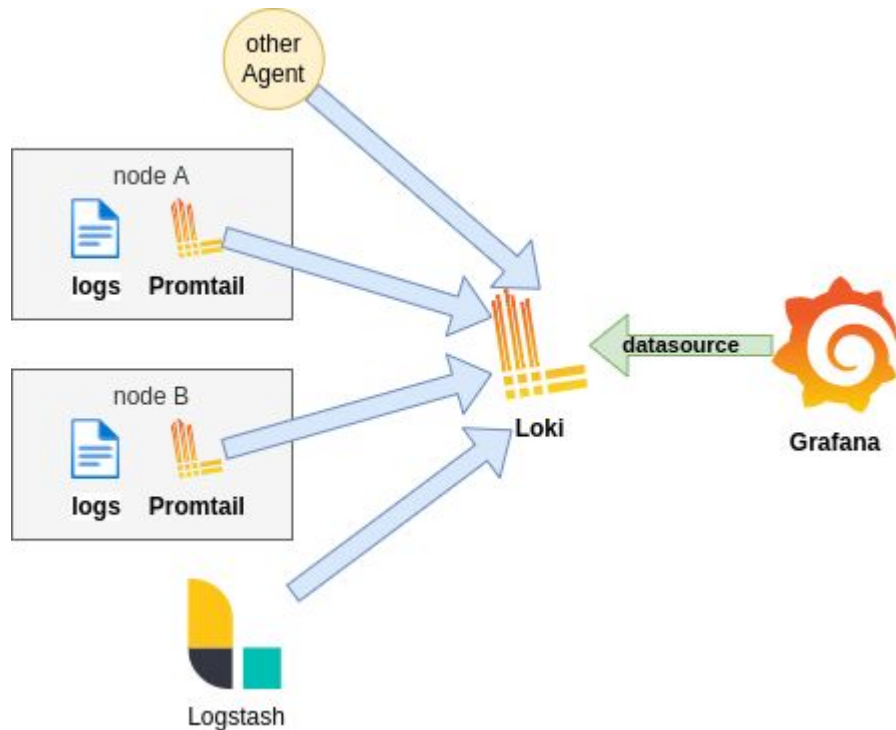 other
Agent
node A
logs
Promtail
node B
logs
Promtail
Loki
datasource
Grafana
Logstash